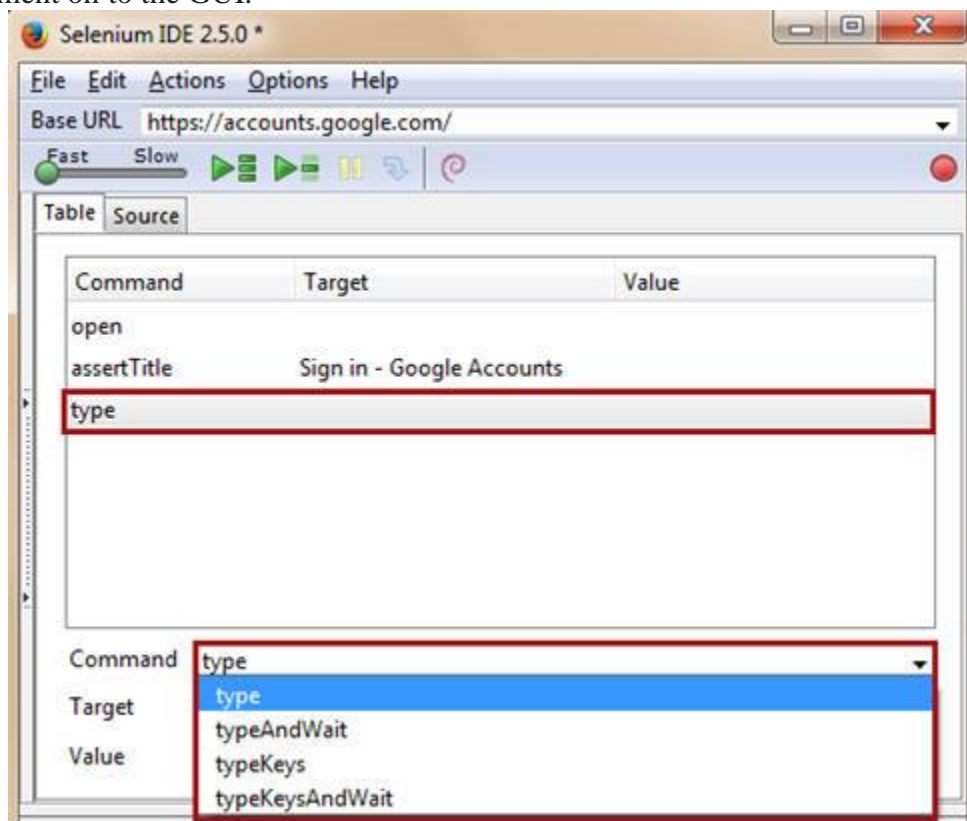 ment on to the GUI.
Selenium IDE 2.5.0 *
File Edit Actions Options Help
Base URL https://accounts.google.com/
Fast Slow
Table Source
Command Target Value
open
assertTitle Sign in - Google Accounts
type
Command type
type
Target
typeAndWait
Value
typeKeys
typeKeysAndWait